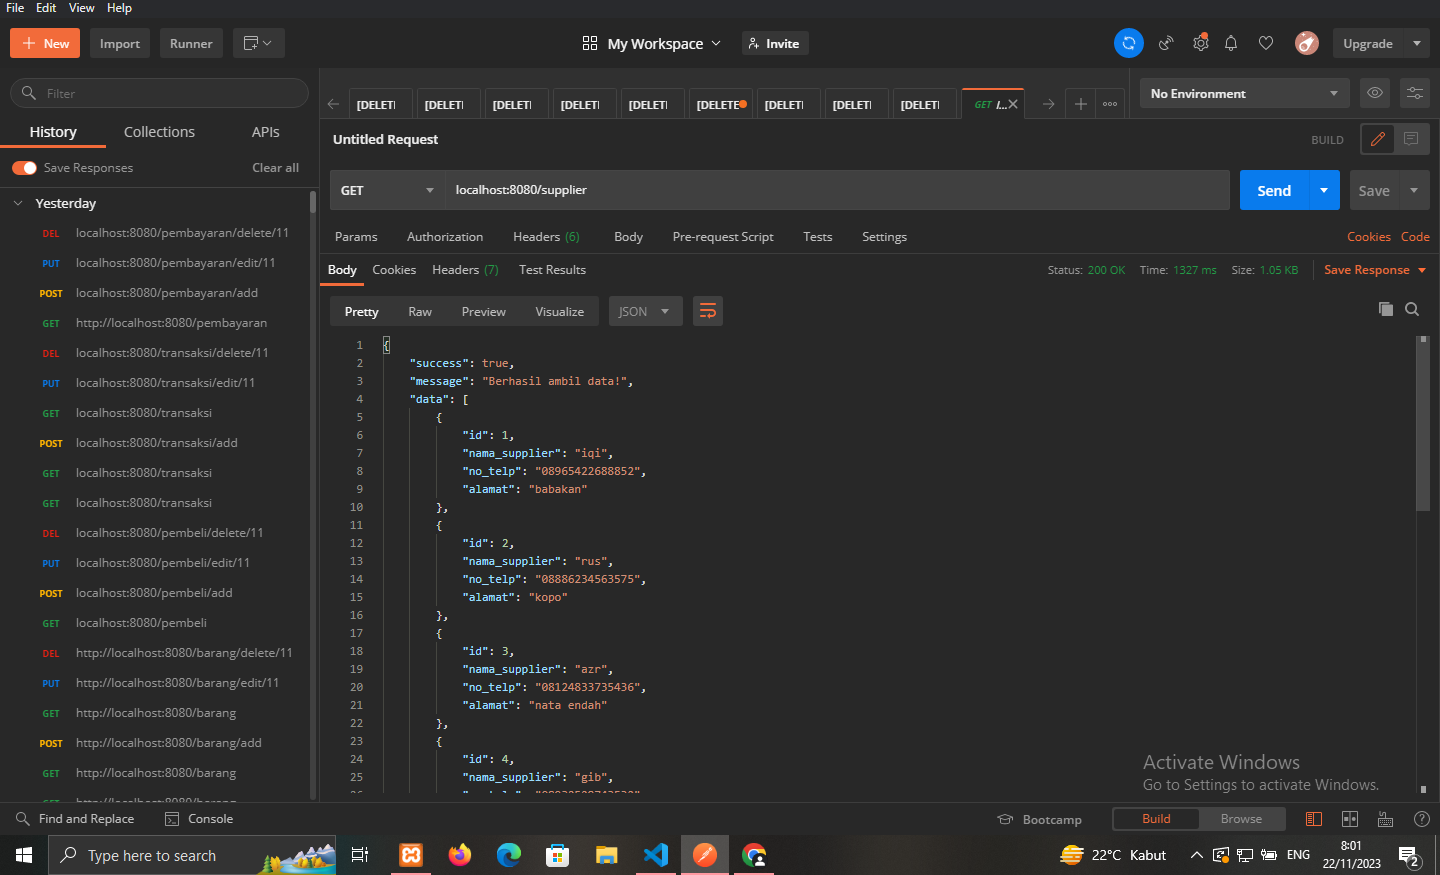 File Edit View Help
New Import Runner My Workspace Invite Upgrade
Filter
[DELETI [DELETI [DELETI [DELETI [DELETI [DELETE [DELETI [DELETI [DELETI GET /... No Environment
History Collections APIs
Untitled Request BUILD
Save Responses Clear all
GET localhost:8080/supplier Send Save
Yesterday
DEL localhost:8080/pembayaran/delete/11
PUT localhost:8080/pembayaran/edit/11
POST localhost:8080/pembayaran/add
GET http://localhost:8080/pembayaran
DEL localhost:8080/transaksi/delete/11
PUT localhost:8080/transaksi/edit/11
GET localhost:8080/transaksi
POST localhost:8080/transaksi/add
GET localhost:8080/transaksi
GET localhost:8080/transaksi
DEL localhost:8080/pembeli/delete/11
PUT localhost:8080/pembeli/edit/11
POST localhost:8080/pembeli/add
GET localhost:8080/pembeli
DEL http://localhost:8080/barang/delete/11
PUT http://localhost:8080/barang/edit/11
GET http://localhost:8080/barang
POST http://localhost:8080/barang/add
GET http://localhost:8080/barang
GET http://localhost:8080/barang
Params Authorization Headers (6) Body Pre-request Script Tests Settings Cookies Code
Body Cookies Headers (7) Test Results Status: 200 OK Time: 1327 ms Size: 1.05 KB Save Response
Pretty Raw Preview Visualize JSON
1 {
2 "success": true,
3 "message": "Berhasil ambil data!",
4 "data": [
5 {
6 "id": 1,
7 "nama_supplier": "iqi",
8 "no_telp": "08965422688852",
9 "alamat": "babakan"
10 },
11 {
12 "id": 2,
13 "nama_supplier": "rus",
14 "no_telp": "08886234563575",
15 "alamat": "kopo"
16 },
17 {
18 "id": 3,
19 "nama_supplier": "azr",
20 "no_telp": "08124833735436",
21 "alamat": "nata endah"
22 },
23 {
24 "id": 4,
25 "nama_supplier": "gib",
Activate Windows
Go to Settings to activate Windows.
Find and Replace Console Bootcamp Build Browse
Type here to search 22°C Kabut ENG 8:01
22/11/2023 2